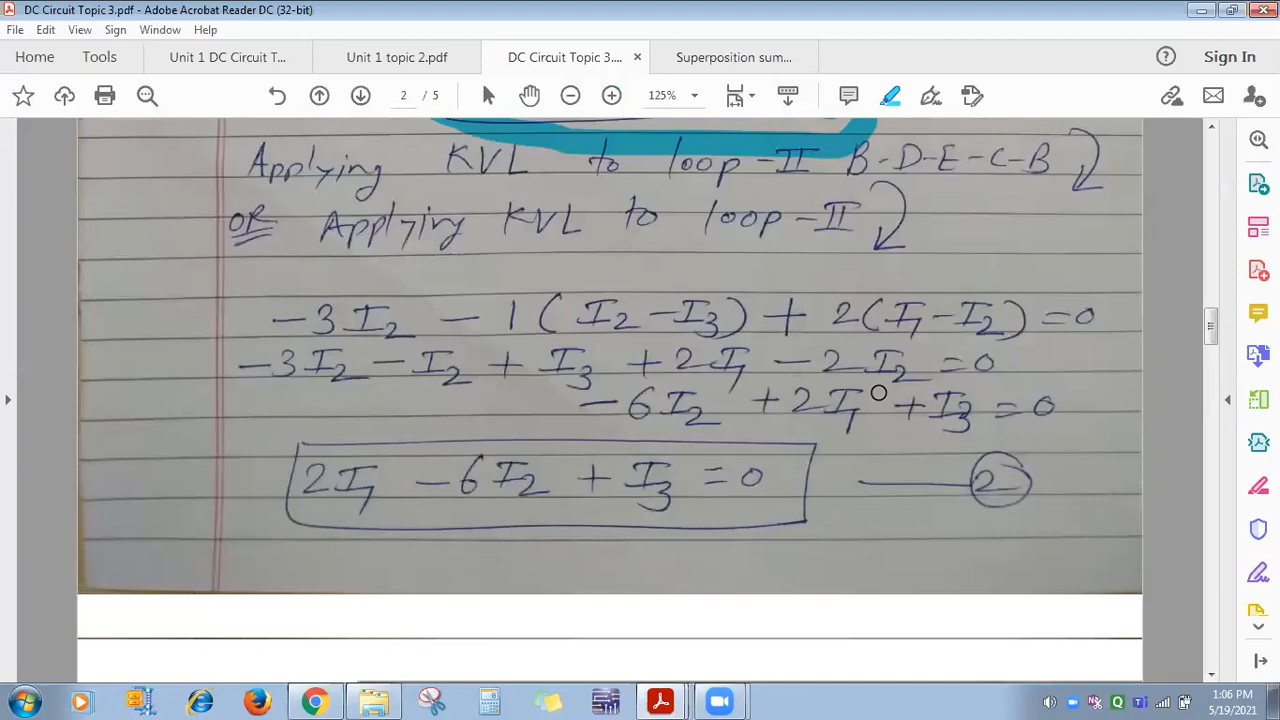 DC Circuit Topic 3.pdf - Adobe Acrobat Reader DC (32-bit)
File Edit View Sign Window Help
Home Tools Unit 1 DC Circuit T... Unit 1 topic 2.pdf DC Circuit Topic 3.... × Superposition sum... Sign In
2 / 5 125%
Applying KVL to loop-II B-D-E-C-B
OR Applying KVL to loop-II
-3I₂ - 1(I₂-I₃) + 2(I₁-I₂) = 0
-3I₂ - I₂ + I₃ + 2I₁ - 2I₂ = 0
-6I₂ + 2I₁ + I₃ = 0
2I₁ - 6I₂ + I₃ = 0 — 2
1:06 PM
5/19/2021